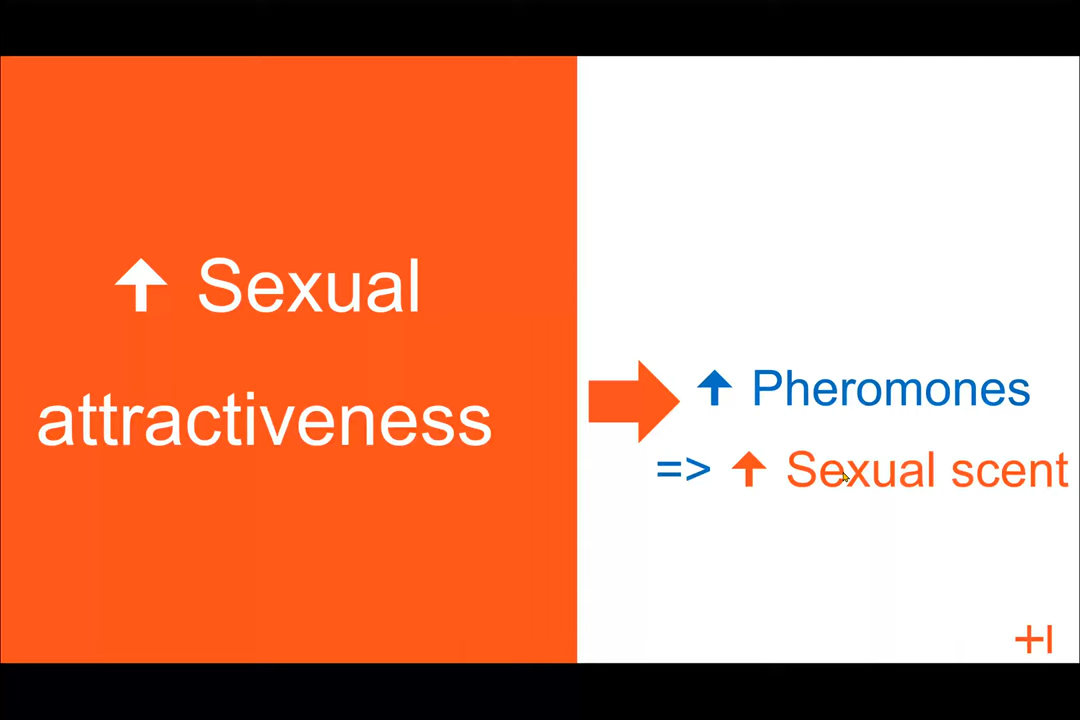 ↑ Sexual
attractiveness
↑ Pheromones
=> ↑ Sexual scent
+I